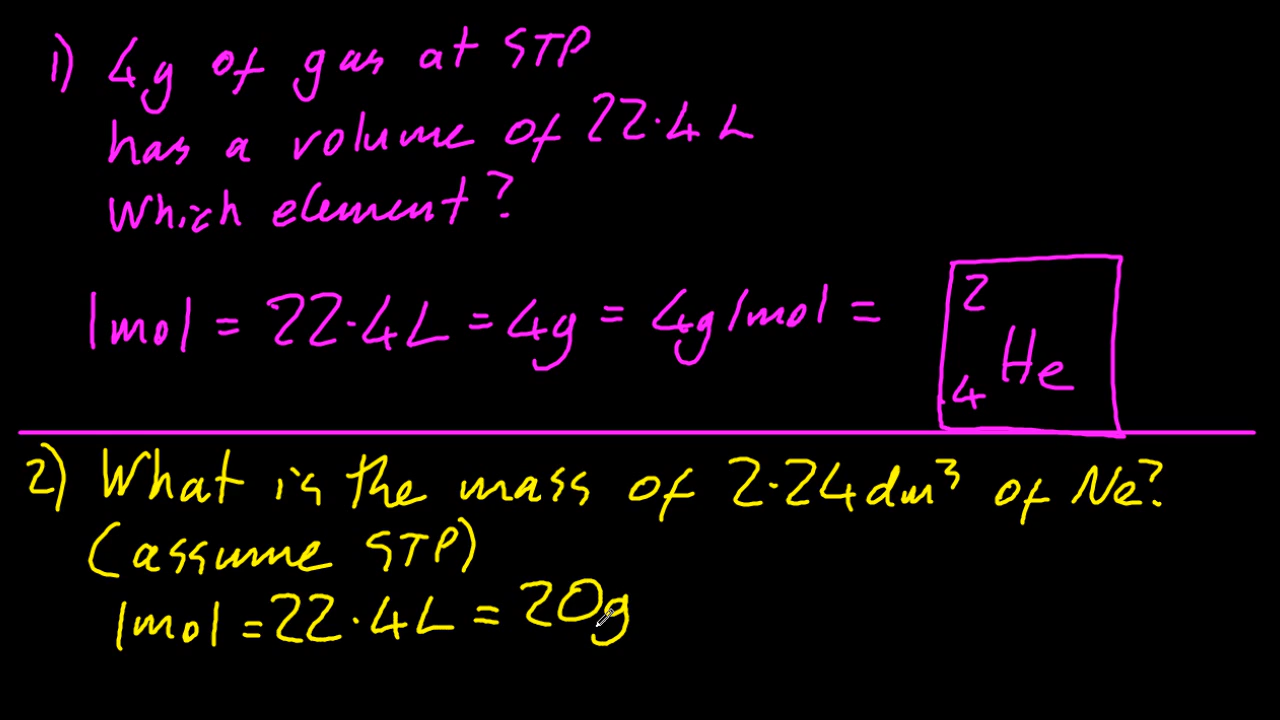 1) 4g of gas at STP
has a volume of 22.4 L
Which element?
1mol = 22.4L = 4g = 4g/mol =
2
He
4
2) What is the mass of 2.24dm³ of Ne?
(assume STP)
1mol = 22.4L = 20g